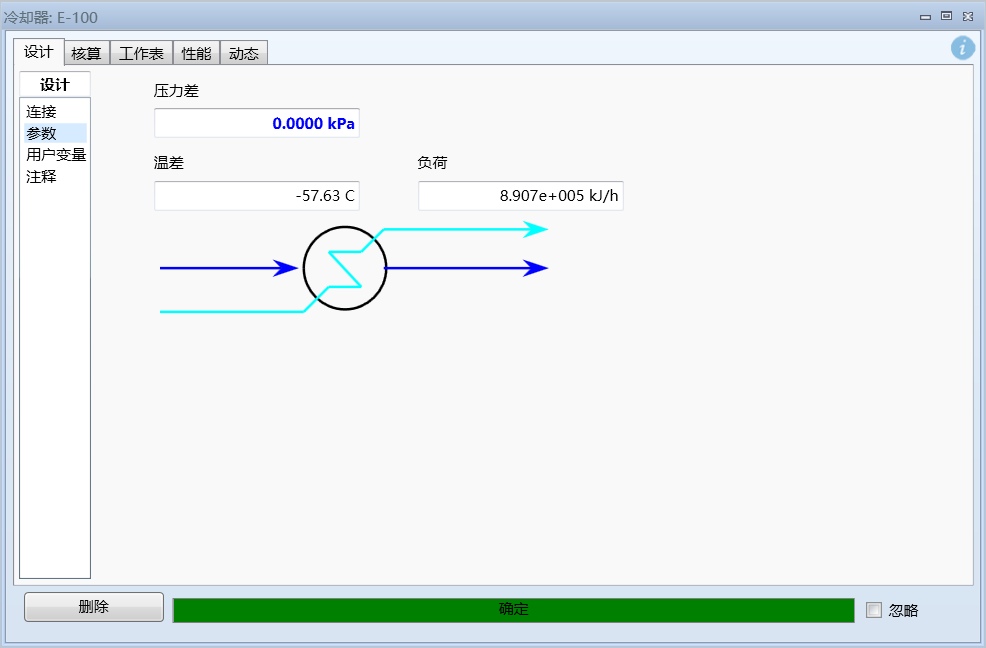 冷却器: E-100
设计 核算 工作表 性能 动态
设计
连接
参数
用户变量
注释
压力差
0.0000 kPa
温差 负荷
-57.63 C 8.907e+005 kJ/h
删除 确定 忽略